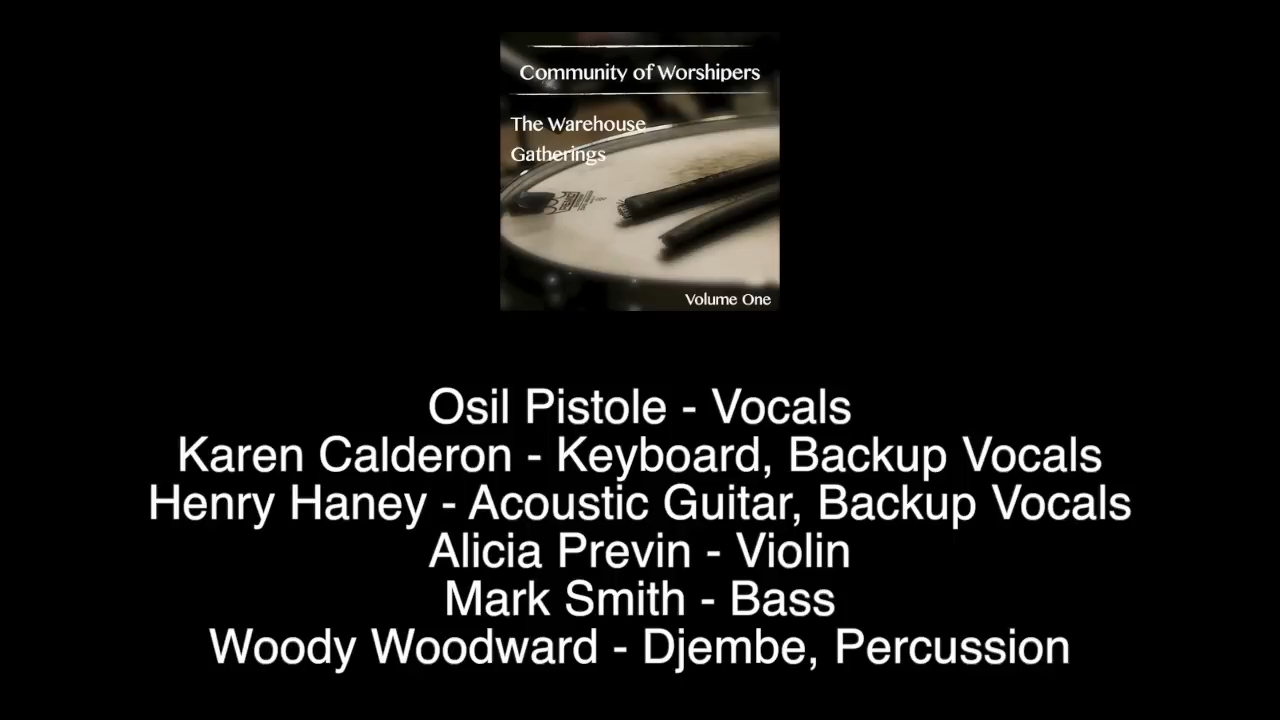 Community of Worshipers
The Warehouse
Gatherings
Volume One
Osil Pistole - Vocals
Karen Calderon - Keyboard, Backup Vocals
Henry Haney - Acoustic Guitar, Backup Vocals
Alicia Previn - Violin
Mark Smith - Bass
Woody Woodward - Djembe, Percussion